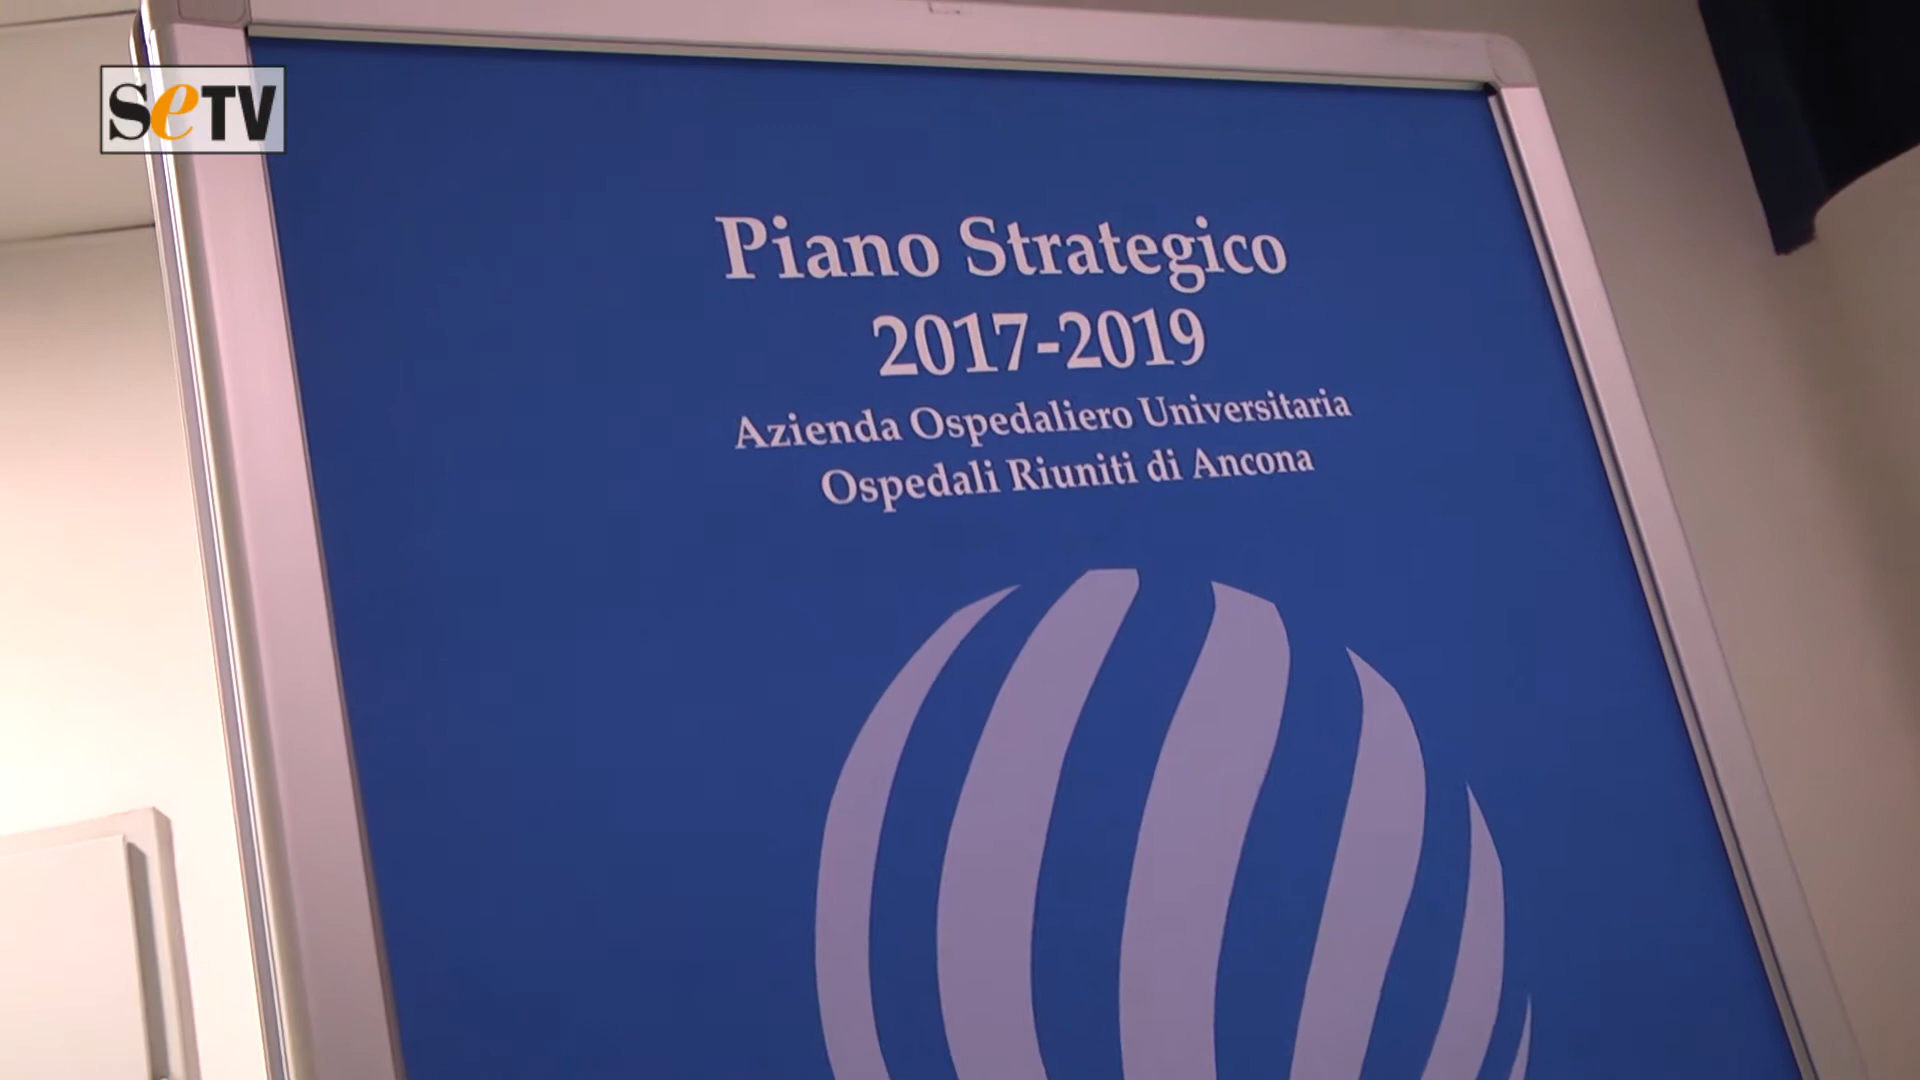 SeTV
Piano Strategico
2017-2019
Azienda Ospedaliero Universitaria
Ospedali Riuniti di Ancona